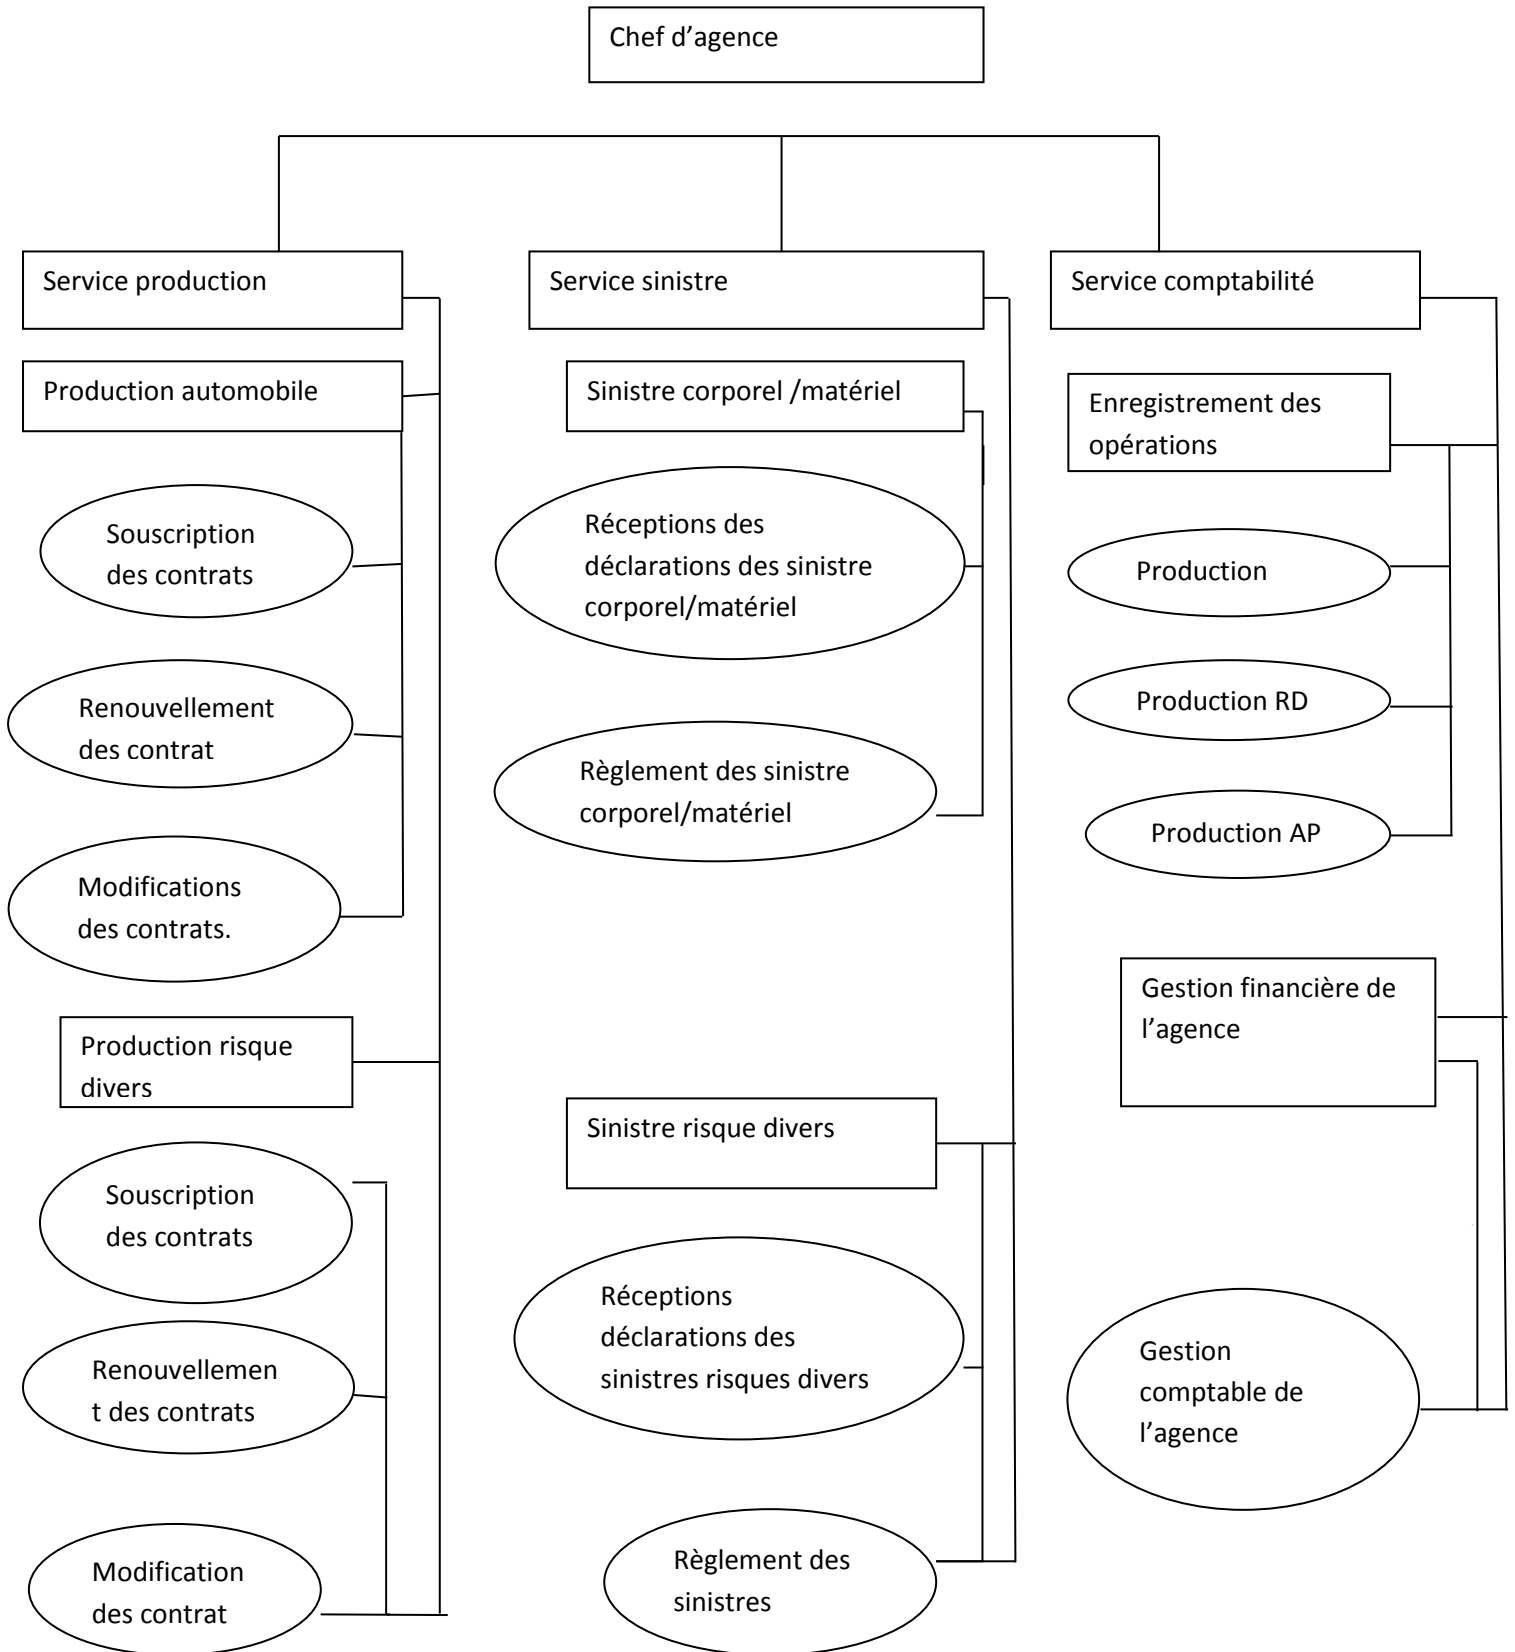 Chef d’agence
Service production
Production automobile
Souscription
des contrats
Renouvellement
des contrat
Modifications
des contrats.
Production risque
divers
Souscription
des contrats
Renouvellemen
t des contrats
Modification
des contrat
Service sinistre
Sinistre corporel /matériel
Réceptions des
déclarations des sinistre
corporel/matériel
Règlement des sinistre
corporel/matériel
Sinistre risque divers
Réceptions
déclarations des
sinistres risques divers
Règlement des
sinistres
Service comptabilité
Enregistrement des
opérations
Production
Production RD
Production AP
Gestion financière de
l’agence
Gestion
comptable de
l’agence